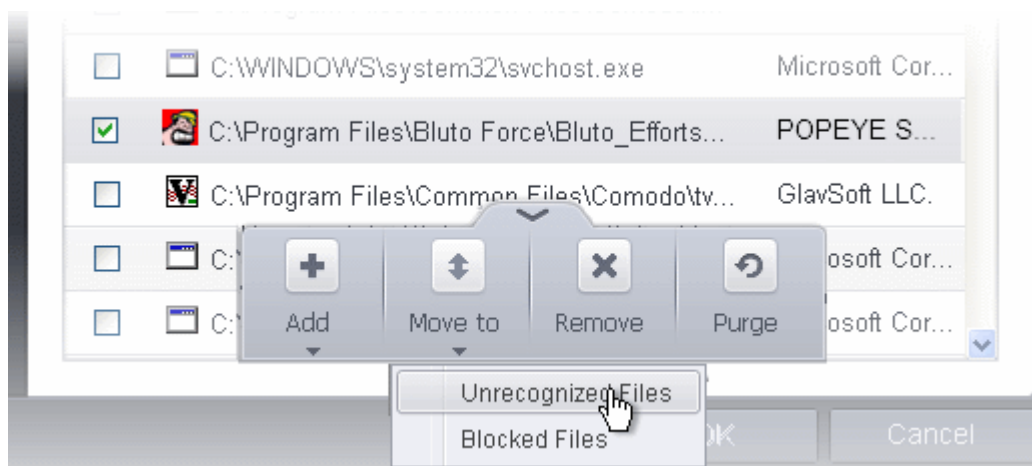 C:\WINDOWS\system32\svchost.exe Microsoft Cor...
C:\Program Files\Bluto Force\Bluto_Efforts... POPEYE S...
C:\Program Files\Common Files\Comodo\tv... GlavSoft LLC.
C:\ osoft Cor...
C:\ osoft Cor...
Add Move to Remove Purge
Unrecognized Files
Blocked Files
Cancel